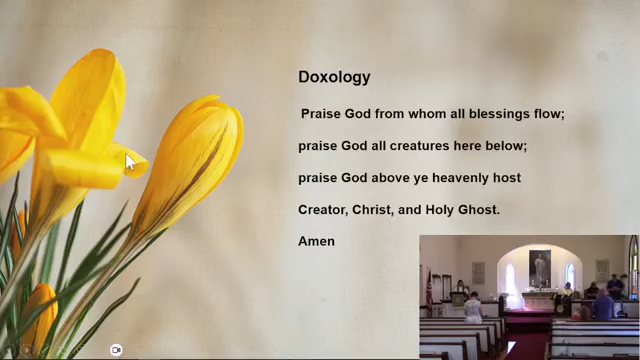 Doxology
Praise God from whom all blessings flow;
praise God all creatures here below;
praise God above ye heavenly host
Creator, Christ, and Holy Ghost.
Amen